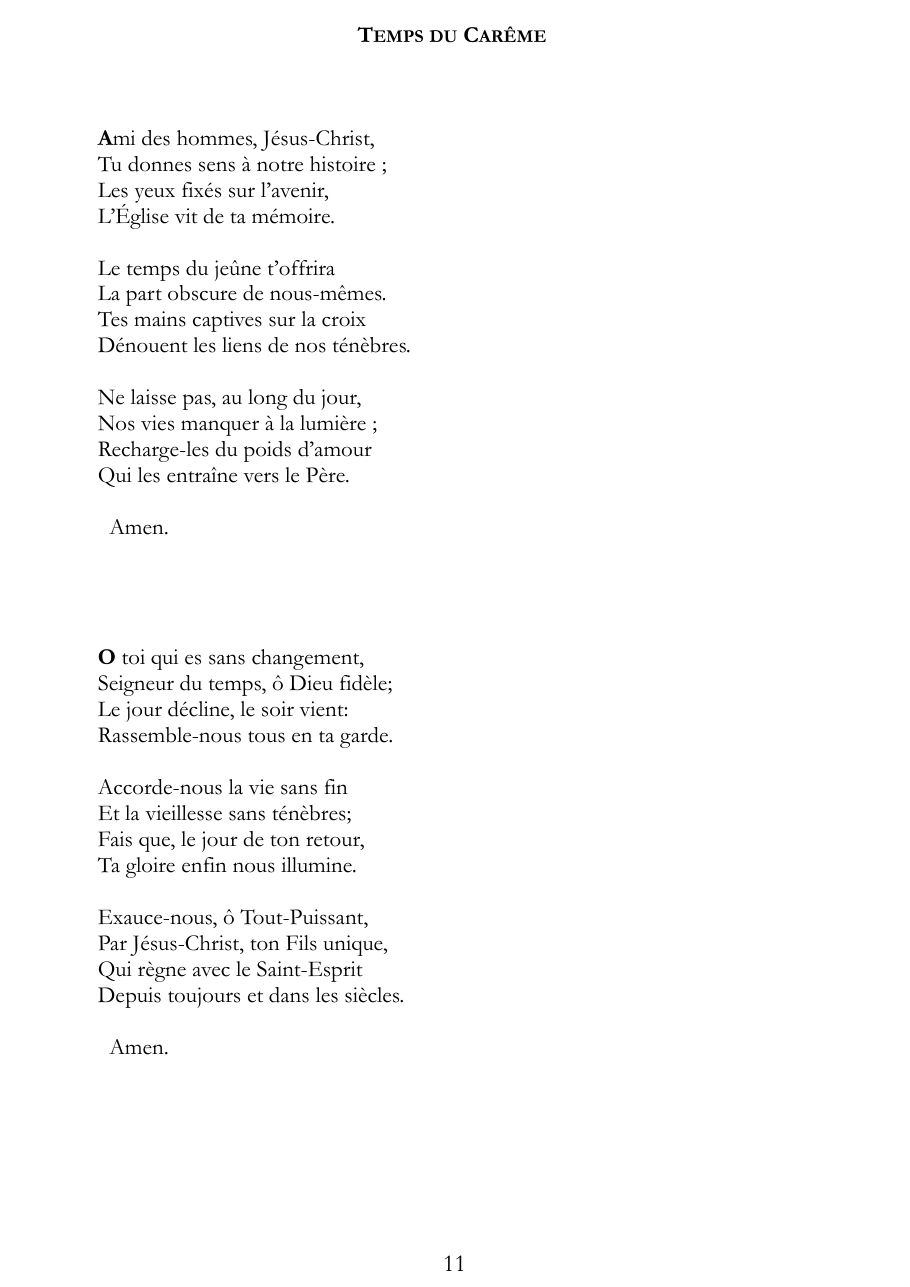 TEMPS DU CARÊME
Ami des hommes, Jésus-Christ,
Tu donnes sens à notre histoire ;
Les yeux fixés sur l’avenir,
L’Église vit de ta mémoire.
Le temps du jeûne t’offrira
La part obscure de nous-mêmes.
Tes mains captives sur la croix
Dénouent les liens de nos ténèbres.
Ne laisse pas, au long du jour,
Nos vies manquer à la lumière ;
Recharge-les du poids d’amour
Qui les entraîne vers le Père.
Amen.
O toi qui es sans changement,
Seigneur du temps, ô Dieu fidèle;
Le jour décline, le soir vient:
Rassemble-nous tous en ta garde.
Accorde-nous la vie sans fin
Et la vieillesse sans ténèbres;
Fais que, le jour de ton retour,
Ta gloire enfin nous illumine.
Exauce-nous, ô Tout-Puissant,
Par Jésus-Christ, ton Fils unique,
Qui règne avec le Saint-Esprit
Depuis toujours et dans les siècles.
Amen.
11